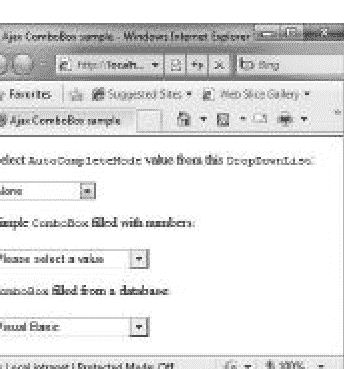 Ajax ComboBox sample - Windows Internet Explorer
http://localh...
Bing
Favorites Suggested Sites Web Slice Gallery
Ajax ComboBox sample
elect AutoCompleteMode value from this DropDownList:
None
imple ComboBox filled with numbers:
Please select a value
ComboBox filled from a database:
Visual Basic
Local intranet | Protected Mode: Off 100%